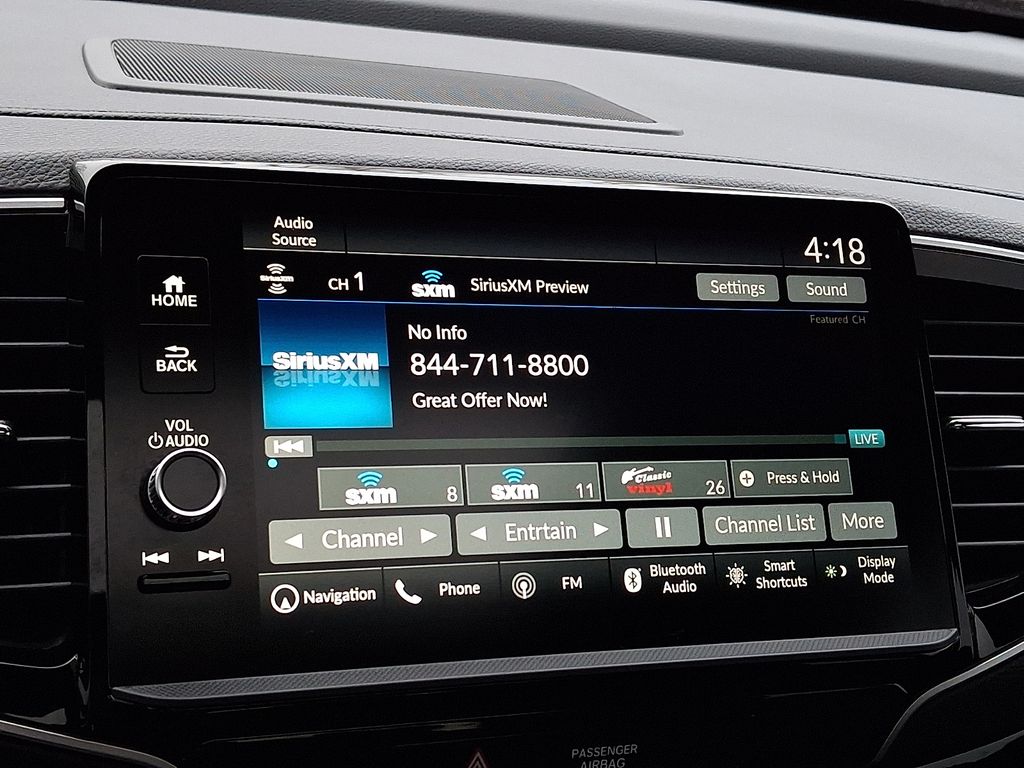 Audio
Source
4:18
SiriusXM
CH 1
sxm
SiriusXM Preview
Settings
Sound
Featured CH
HOME
BACK
VOL
AUDIO
SiriusXM
No Info
844-711-8800
Great Offer Now!
LIVE
sxm 8
sxm 11
Classic
vinyl 26
Press & Hold
Channel
Entrtain
Channel List
More
Navigation
Phone
FM
Bluetooth
Audio
Smart
Shortcuts
Display
Mode
PASSENGER
AIRBAG